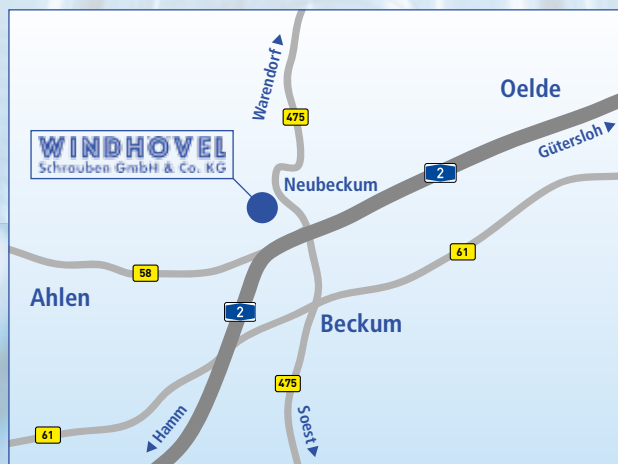 Warendorf
475
Oelde
Gütersloh
WINDHÖVEL
Schrauben GmbH & Co. KG
2
Neubeckum
61
58
Ahlen
2
Beckum
475
61
Hamm
Soest